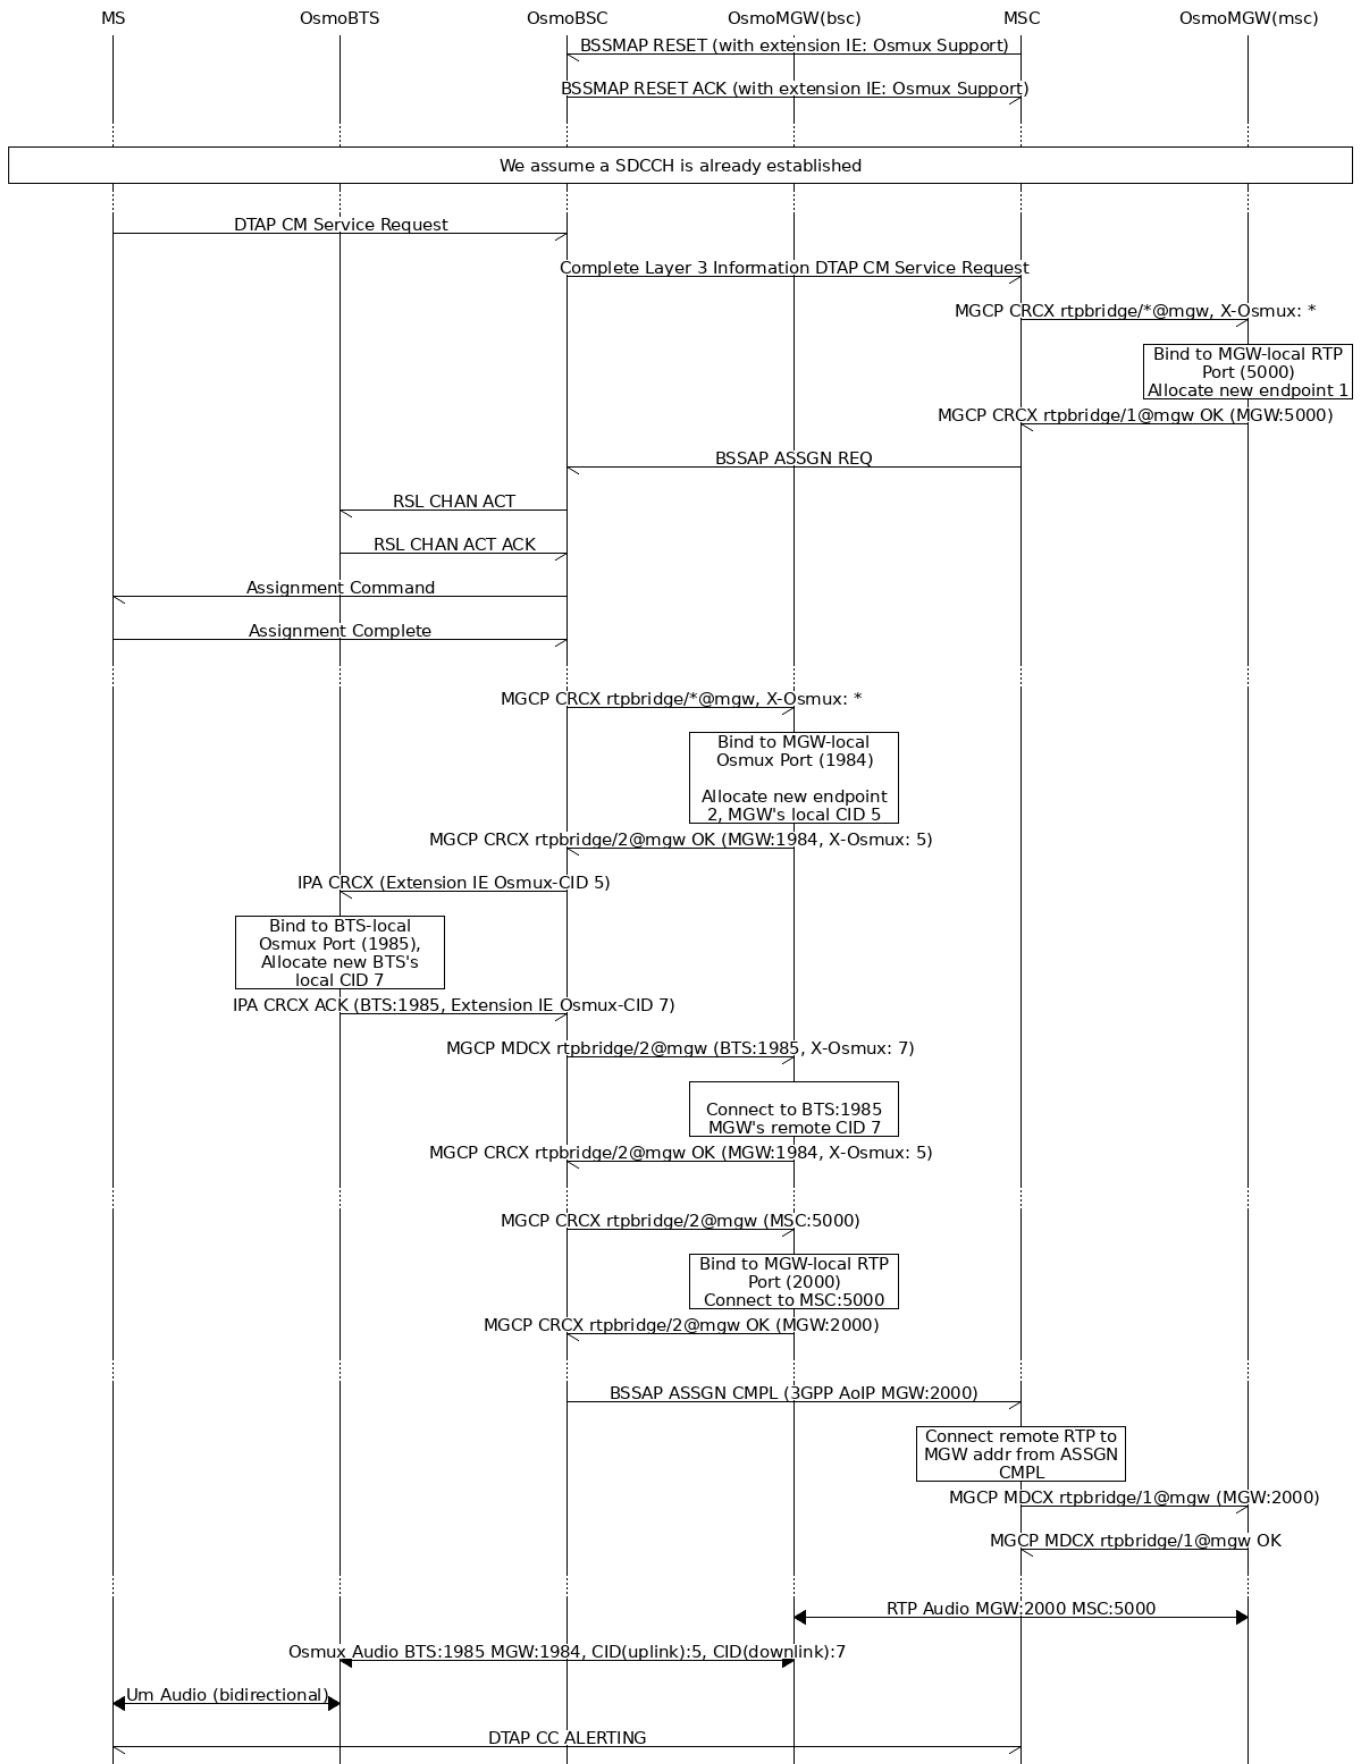 MS OsmoBTS OsmoBSC OsmoMGW(bsc) MSC OsmoMGW(msc)
BSSMAP RESET (with extension IE: Osmux Support)
BSSMAP RESET ACK (with extension IE: Osmux Support)
We assume a SDCCH is already established
DTAP CM Service Request
Complete Layer 3 Information DTAP CM Service Request
MGCP CRCX rtpbridge/*@mgw, X-Osmux: *
Bind to MGW-local RTP
Port (5000)
Allocate new endpoint 1
MGCP CRCX rtpbridge/1@mgw OK (MGW:5000)
BSSAP ASSGN REQ
RSL CHAN ACT
RSL CHAN ACT ACK
Assignment Command
Assignment Complete
MGCP CRCX rtpbridge/*@mgw, X-Osmux: *
Bind to MGW-local
Osmux Port (1984)
Allocate new endpoint
2, MGW's local CID 5
MGCP CRCX rtpbridge/2@mgw OK (MGW:1984, X-Osmux: 5)
IPA CRCX (Extension IE Osmux-CID 5)
Bind to BTS-local
Osmux Port (1985),
Allocate new BTS's
local CID 7
IPA CRCX ACK (BTS:1985, Extension IE Osmux-CID 7)
MGCP MDCX rtpbridge/2@mgw (BTS:1985, X-Osmux: 7)
Connect to BTS:1985
MGW's remote CID 7
MGCP CRCX rtpbridge/2@mgw OK (MGW:1984, X-Osmux: 5)
MGCP CRCX rtpbridge/2@mgw (MSC:5000)
Bind to MGW-local RTP
Port (2000)
Connect to MSC:5000
MGCP CRCX rtpbridge/2@mgw OK (MGW:2000)
BSSAP ASSGN CMPL (3GPP AoIP MGW:2000)
Connect remote RTP to
MGW addr from ASSGN
CMPL
MGCP MDCX rtpbridge/1@mgw (MGW:2000)
MGCP MDCX rtpbridge/1@mgw OK
RTP Audio MGW:2000 MSC:5000
Osmux Audio BTS:1985 MGW:1984, CID(uplink):5, CID(downlink):7
Um Audio (bidirectional)
DTAP CC ALERTING